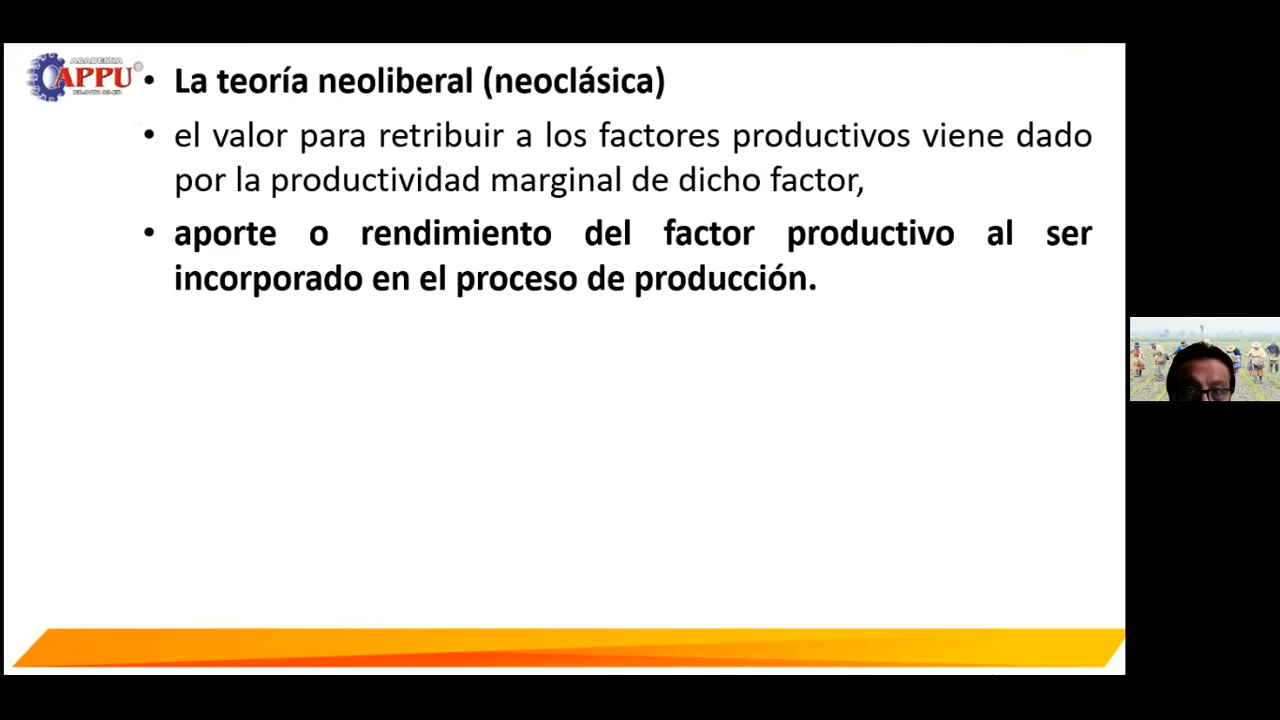 ACADEMIA
APPU
La teoría neoliberal (neoclásica)
el valor para retribuir a los factores productivos viene dado
por la productividad marginal de dicho factor,
aporte o rendimiento del factor productivo al ser
incorporado en el proceso de producción.